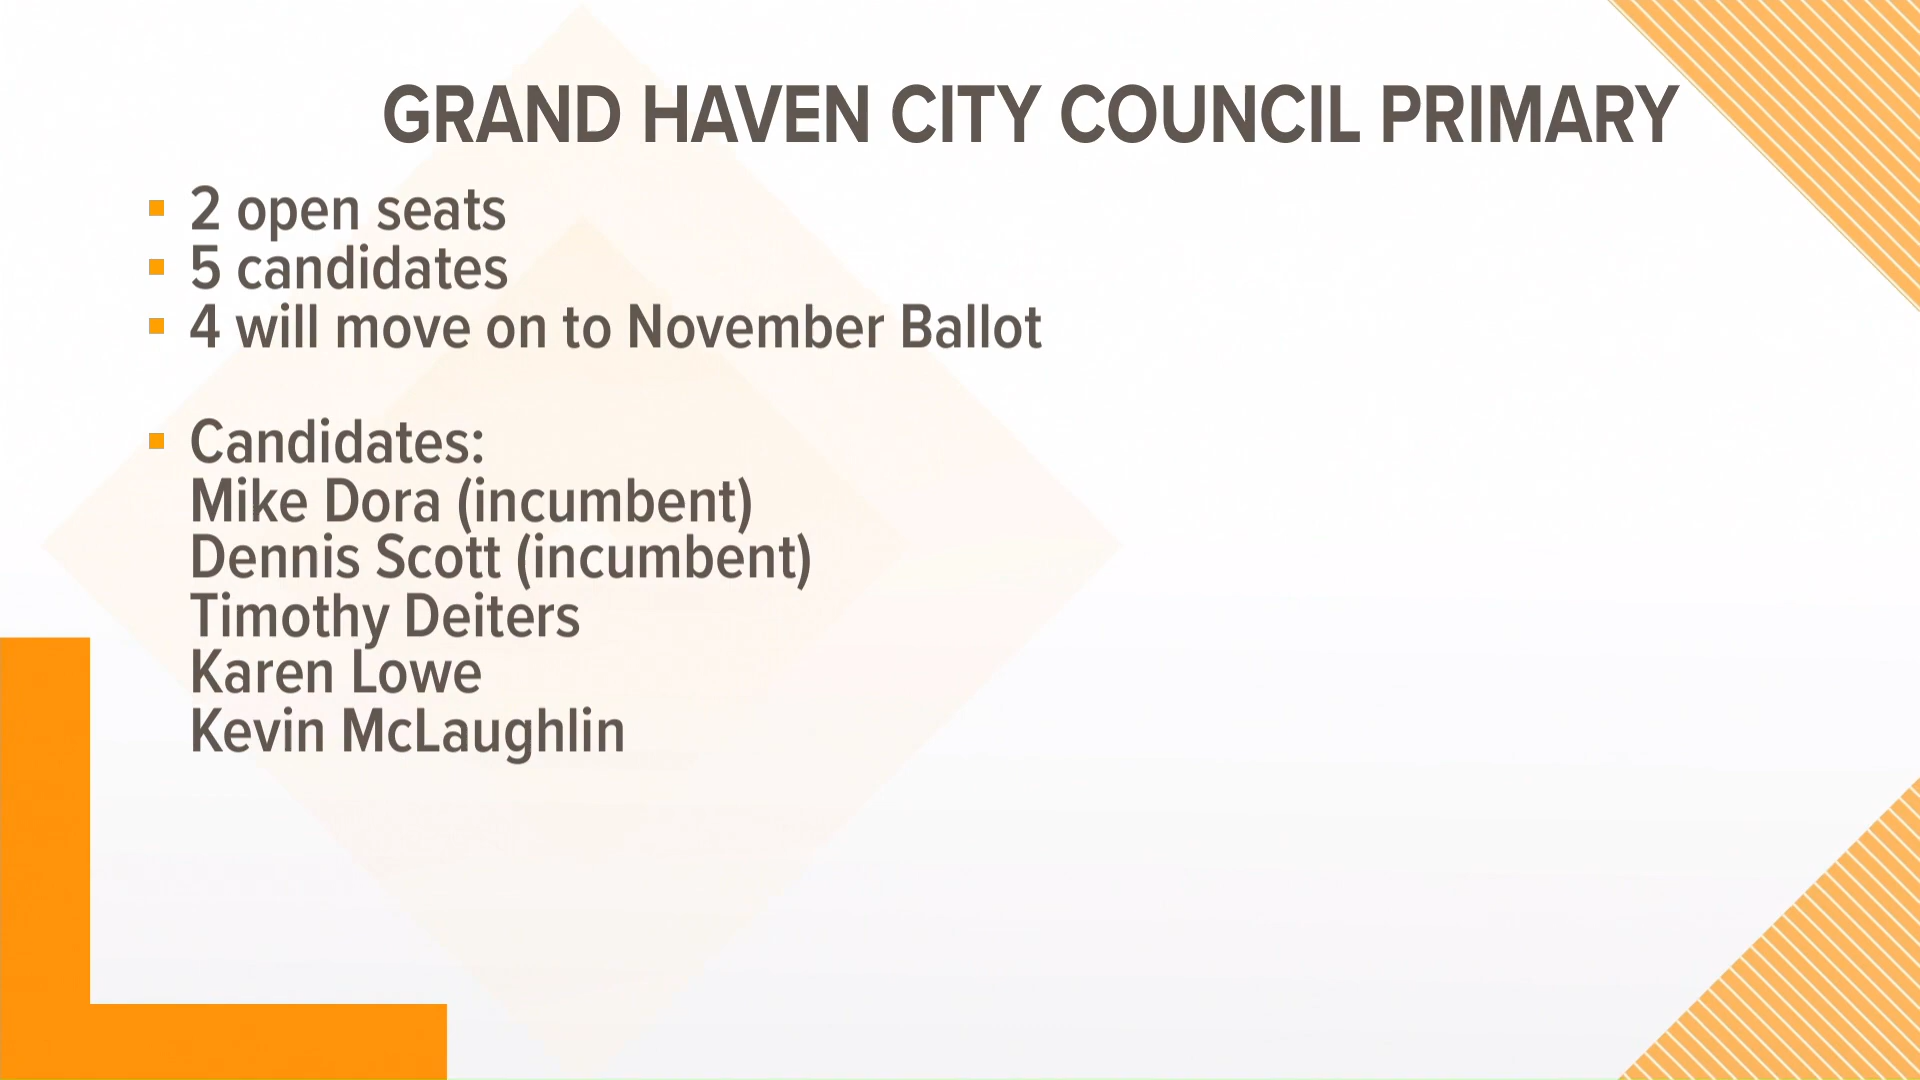 GRAND HAVEN CITY COUNCIL PRIMARY
2 open seats
5 candidates
4 will move on to November Ballot
Candidates:
Mike Dora (incumbent)
Dennis Scott (incumbent)
Timothy Deiters
Karen Lowe
Kevin McLaughlin